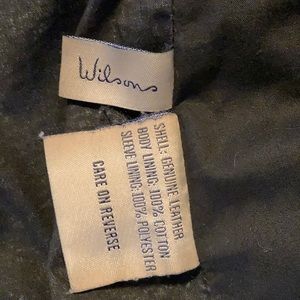 Wilsons
SHELL: GENUINE LEATHER
BODY LINING: 100% COTTON
SLEEVE LINING: 100% POLYESTER
CARE ON REVERSE